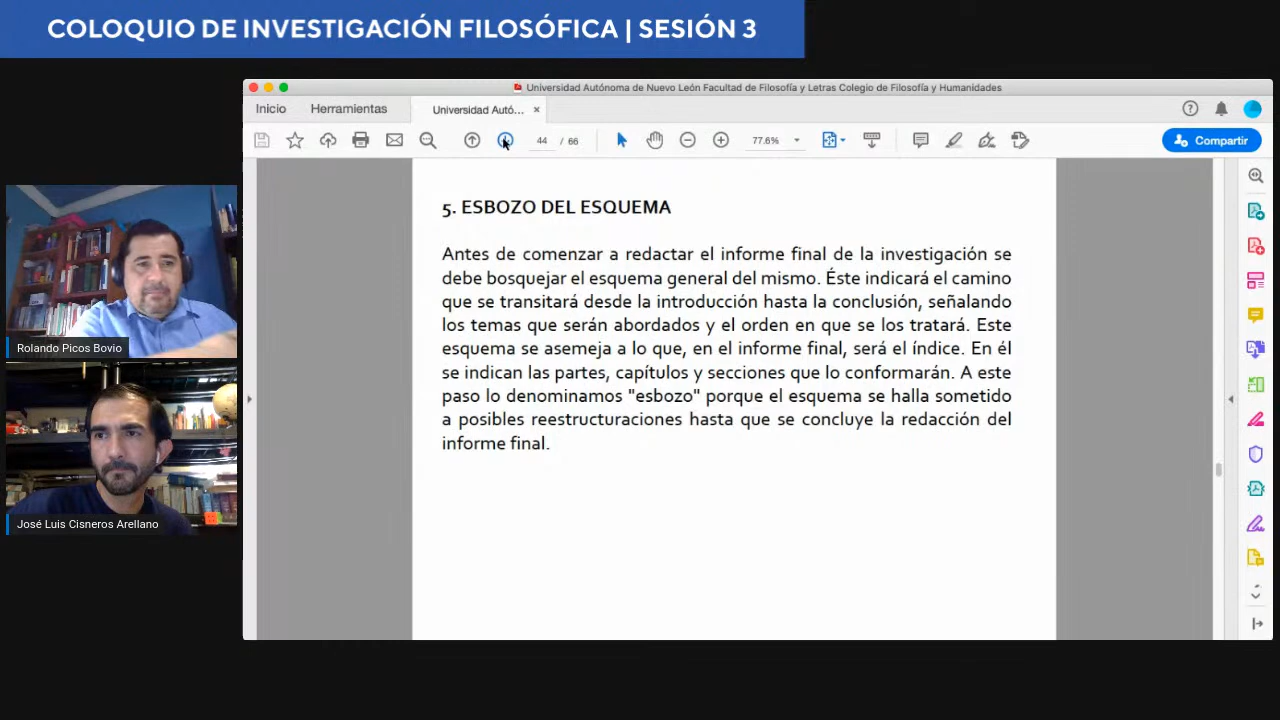 COLOQUIO DE INVESTIGACIÓN FILOSÓFICA | SESIÓN 3
Universidad Autónoma de Nuevo León Facultad de Filosofía y Letras Colegio de Filosofía y Humanidades
Inicio
Herramientas
Universidad Autó...
44 / 66
77.6%
Compartir
5. ESBOZO DEL ESQUEMA
Antes de comenzar a redactar el informe final de la investigación se
debe bosquejar el esquema general del mismo. Éste indicará el camino
que se transitará desde la introducción hasta la conclusión, señalando
los temas que serán abordados y el orden en que se los tratará. Este
esquema se asemeja a lo que, en el informe final, será el índice. En él
se indican las partes, capítulos y secciones que lo conformarán. A este
paso lo denominamos "esbozo" porque el esquema se halla sometido
a posibles reestructuraciones hasta que se concluye la redacción del
informe final.
Rolando Picos Bovio
José Luis Cisneros Arellano